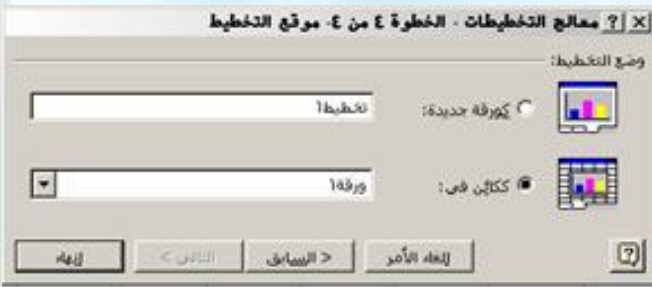 معالج التخطيطات - الخطوة ٤ من ٤- موقع التخطيط
وضع التخطيط:
كورقة جديدة: تخطيط١
ككائن في: ورقة١
إلغاء الأمر < السابق التالي > إنهاء